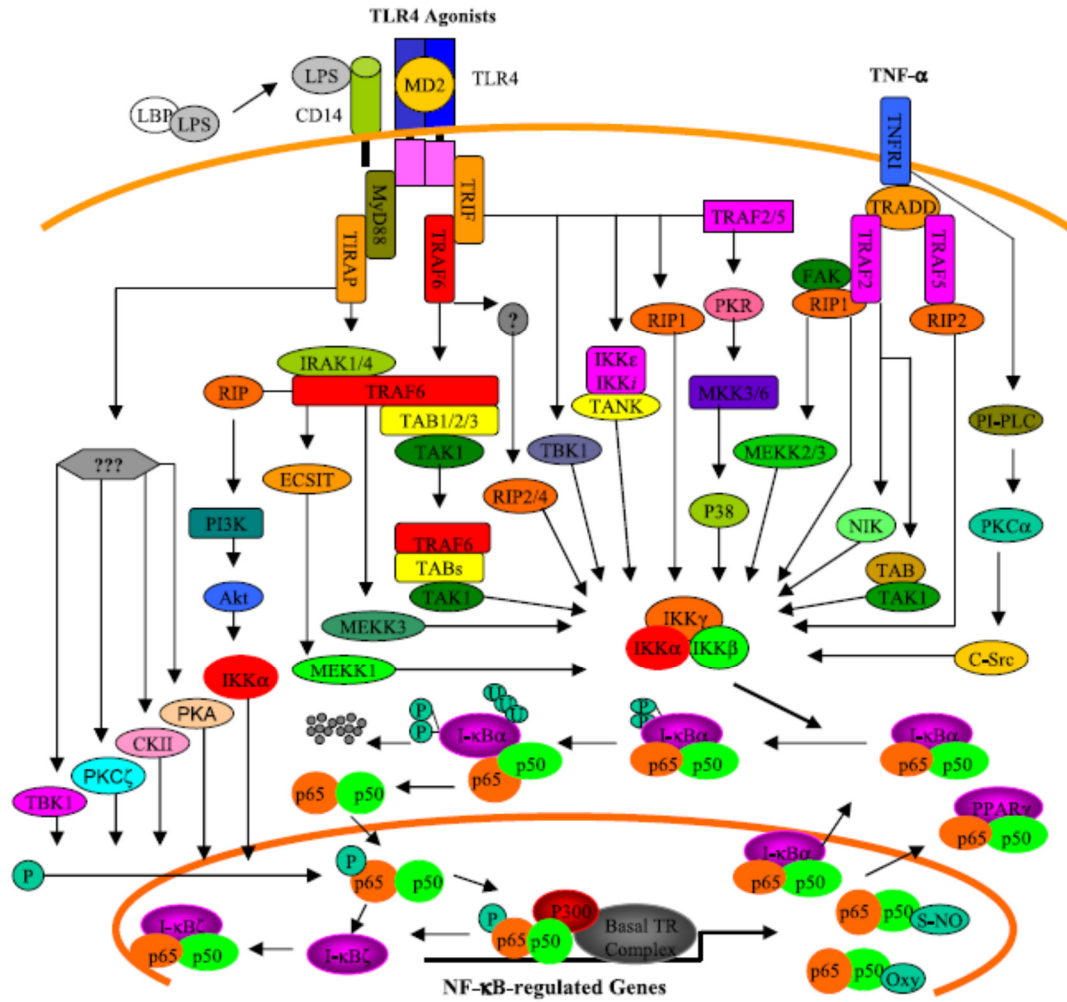 TLR4 Agonists
LPS
MD2
TLR4
TNF-α
LBP
LPS
CD14
TNFRI
MyD88
TRIF
TRADD
TRAF2/5
TIRAP
TRAF6
TRAF2
TRAF5
FAK
RIP1
?
RIP1
PKR
RIP2
IRAK1/4
IKKε
IKKi
RIP
TRAF6
MKK3/6
TANK
TAB1/2/3
PI-PLC
TBK1
MEKK2/3
TAK1
???
ECSIT
RIP2/4
P38
PI3K
NIK
PKCα
TRAF6
TABs
TAB
Akt
TAK1
TAK1
IKKγ
MEKK3
IKKα
IKKβ
C-Src
MEKK1
IKKα
PKA
U
U
U
P
P
P
P
I-κBα
I-κBα
I-κBα
CKII
p65
p50
p65
p50
p65
p50
PKCζ
p65
p50
TBK1
PPARγ
p65
p50
I-κBα
P
P
p65
p50
p65
p50
P300
P
p65
p50
S-NO
I-κBζ
Basal TR
Complex
p65
p50
I-κBζ
p65
p50
p65
p50
Oxy
NF-κB-regulated Genes